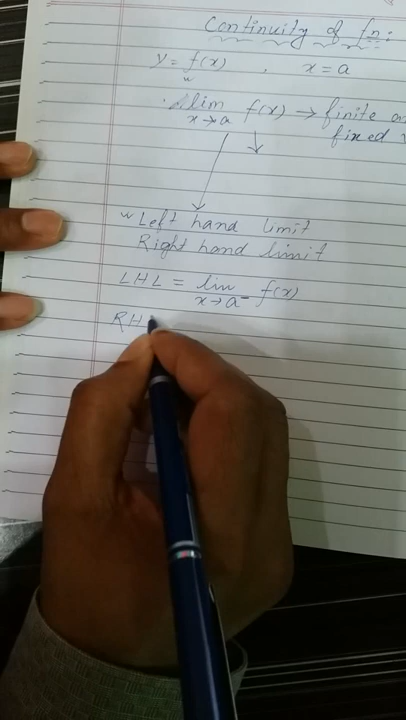 Continuity of fn:
y = f(x) . x = a
lim f(x) → finite
x→a fixed
Left hand limit
Right hand limit
LHL = lim f(x)
x→a⁻
RH